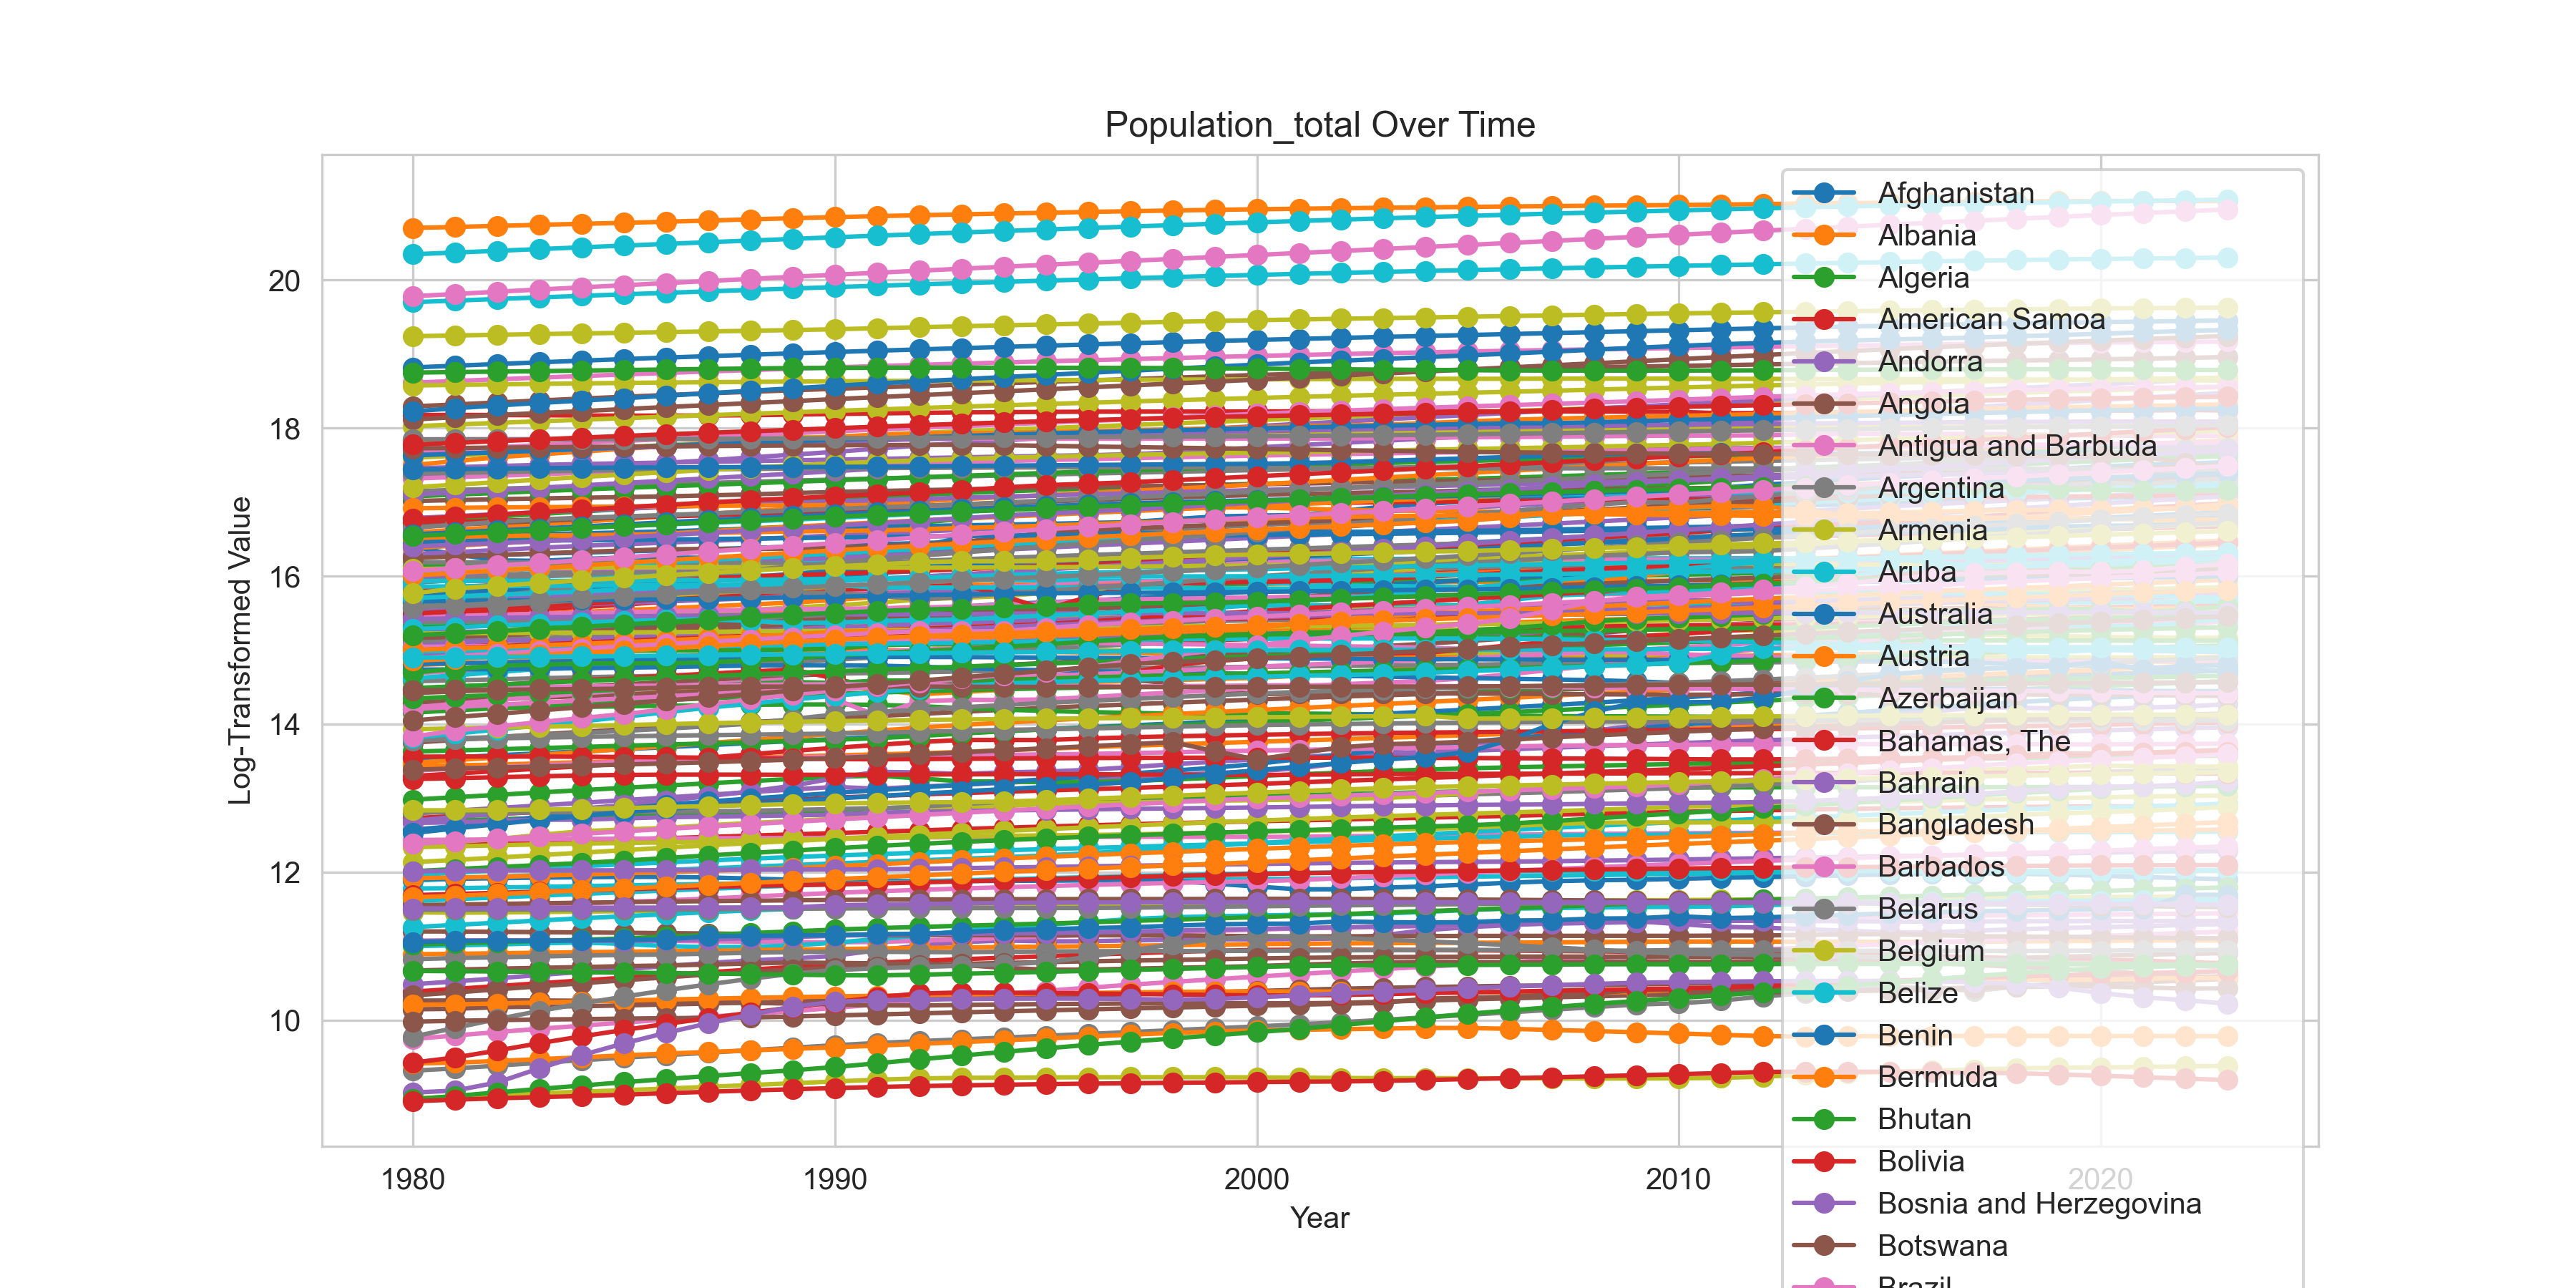 Population_total Over Time
Log-Transformed Value
20
18
16
14
12
10
1980
1990
2000
2010
2020
Year
Afghanistan
Albania
Algeria
American Samoa
Andorra
Angola
Antigua and Barbuda
Argentina
Armenia
Aruba
Australia
Austria
Azerbaijan
Bahamas, The
Bahrain
Bangladesh
Barbados
Belarus
Belgium
Belize
Benin
Bermuda
Bhutan
Bolivia
Bosnia and Herzegovina
Botswana
Brazil